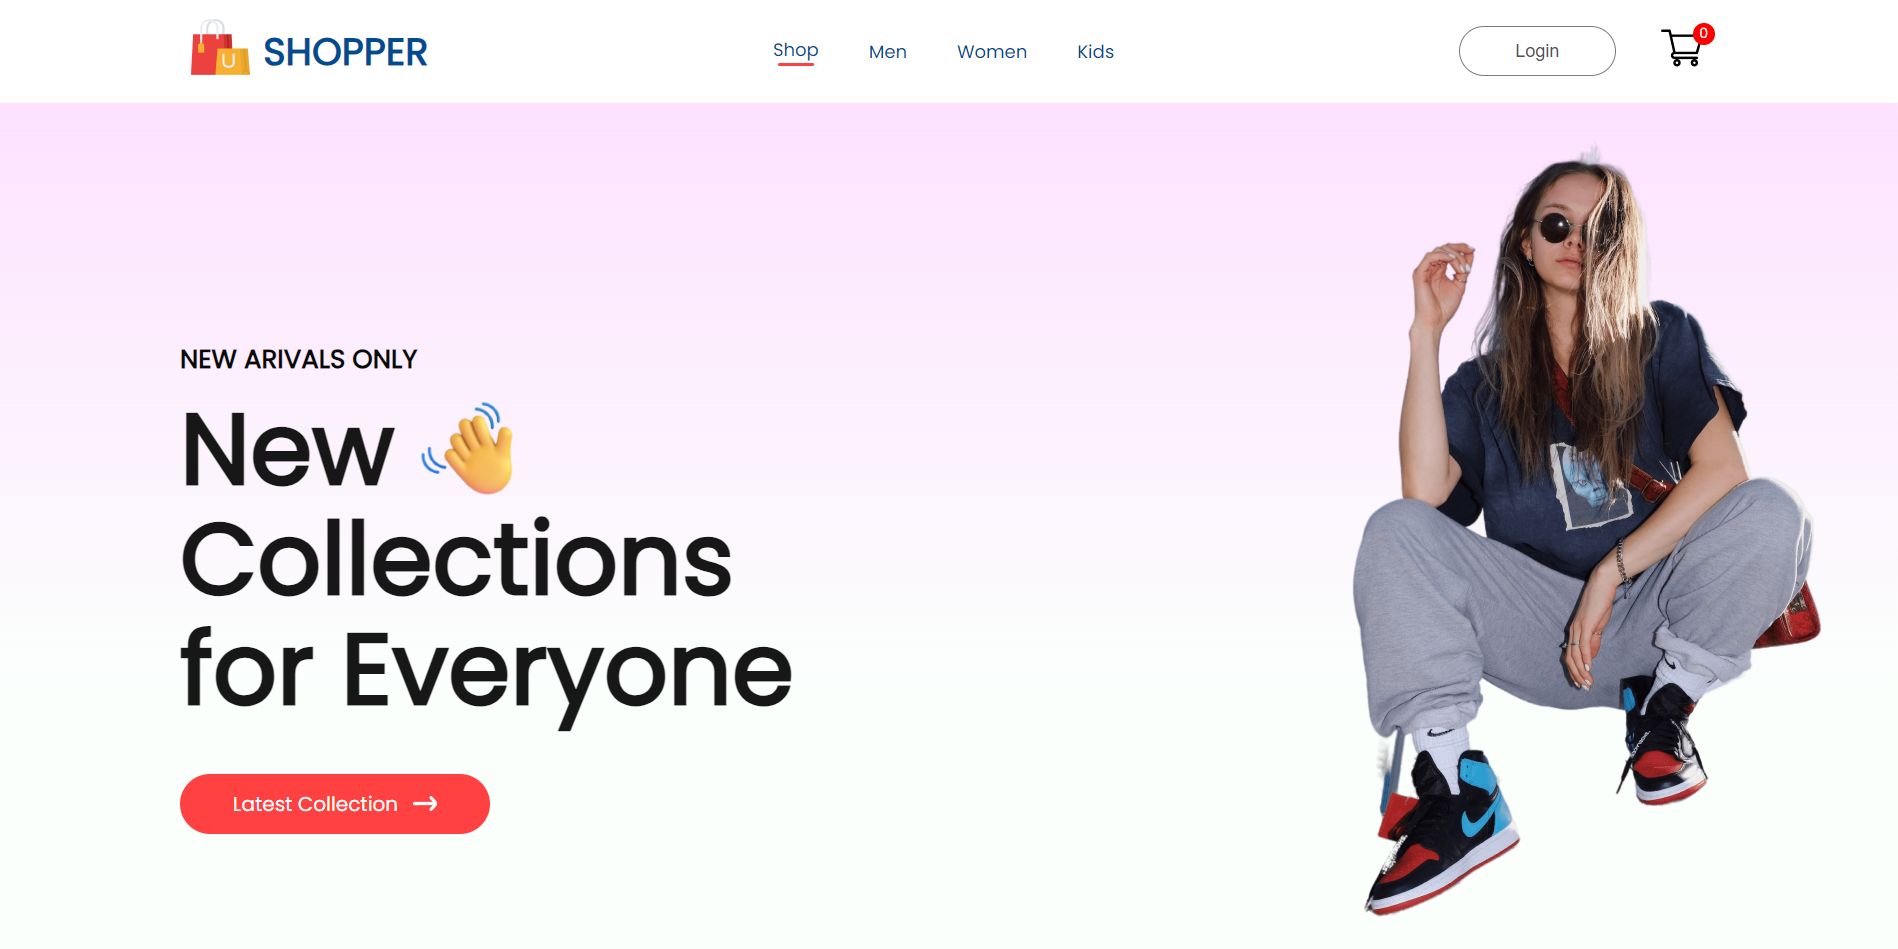 U
SHOPPER
Shop
Men
Women
Kids
Login
0
NEW ARIVALS ONLY
New 👋
Collections
for Everyone
Latest Collection →